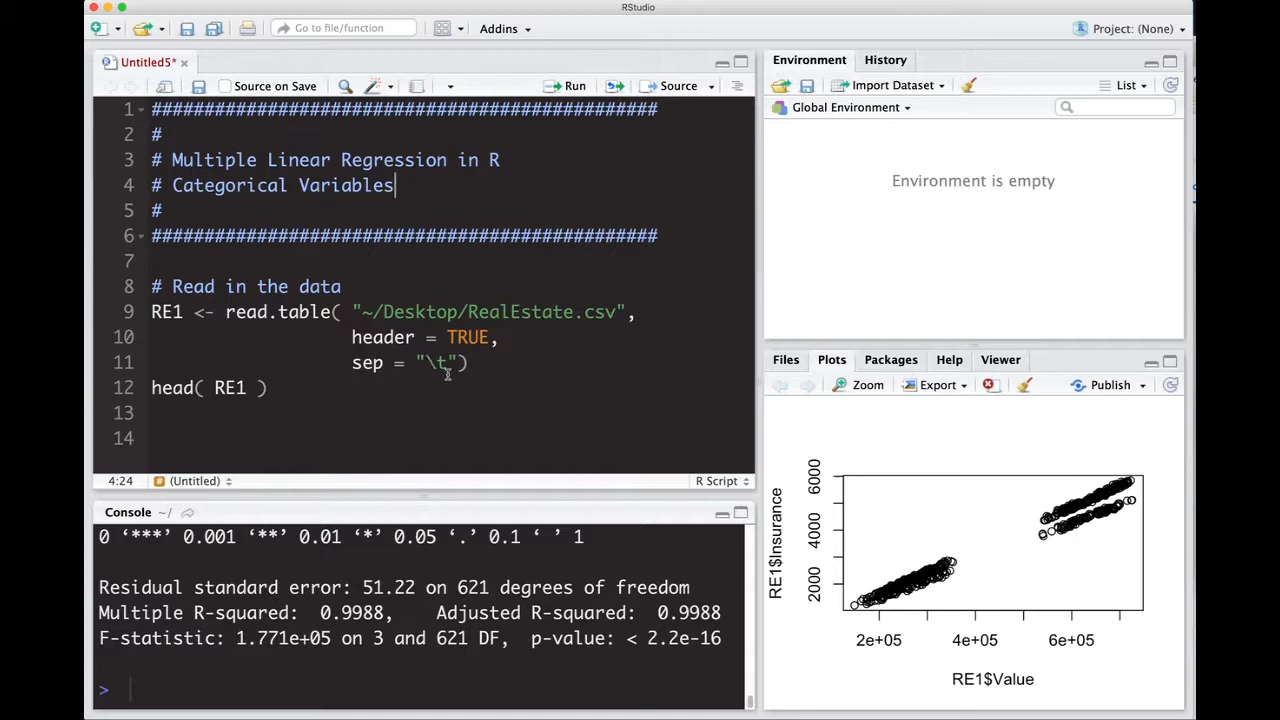 RStudio
Go to file/function
Addins
Project: (None)
Untitled5*
Source on Save
Run
Source
1 ################################################
2 #
3 # Multiple Linear Regression in R
4 # Categorical Variables
5 #
6 ################################################
7
8 # Read in the data
9 RE1 <- read.table( "~/Desktop/RealEstate.csv",
10 header = TRUE,
11 sep = "\t")
12 head( RE1 )
13
14
4:24 (Untitled) R Script
Console ~/
0 ‘***’ 0.001 ‘**’ 0.01 ‘*’ 0.05 ‘.’ 0.1 ‘ ’ 1
Residual standard error: 51.22 on 621 degrees of freedom
Multiple R-squared:  0.9988,	Adjusted R-squared:  0.9988
F-statistic: 1.771e+05 on 3 and 621 DF,  p-value: < 2.2e-16
>
Environment History
Import Dataset List
Global Environment
Environment is empty
Files Plots Packages Help Viewer
Zoom Export Publish
RE1$Insurance
6000
4000
2000
2e+05 4e+05 6e+05
RE1$Value